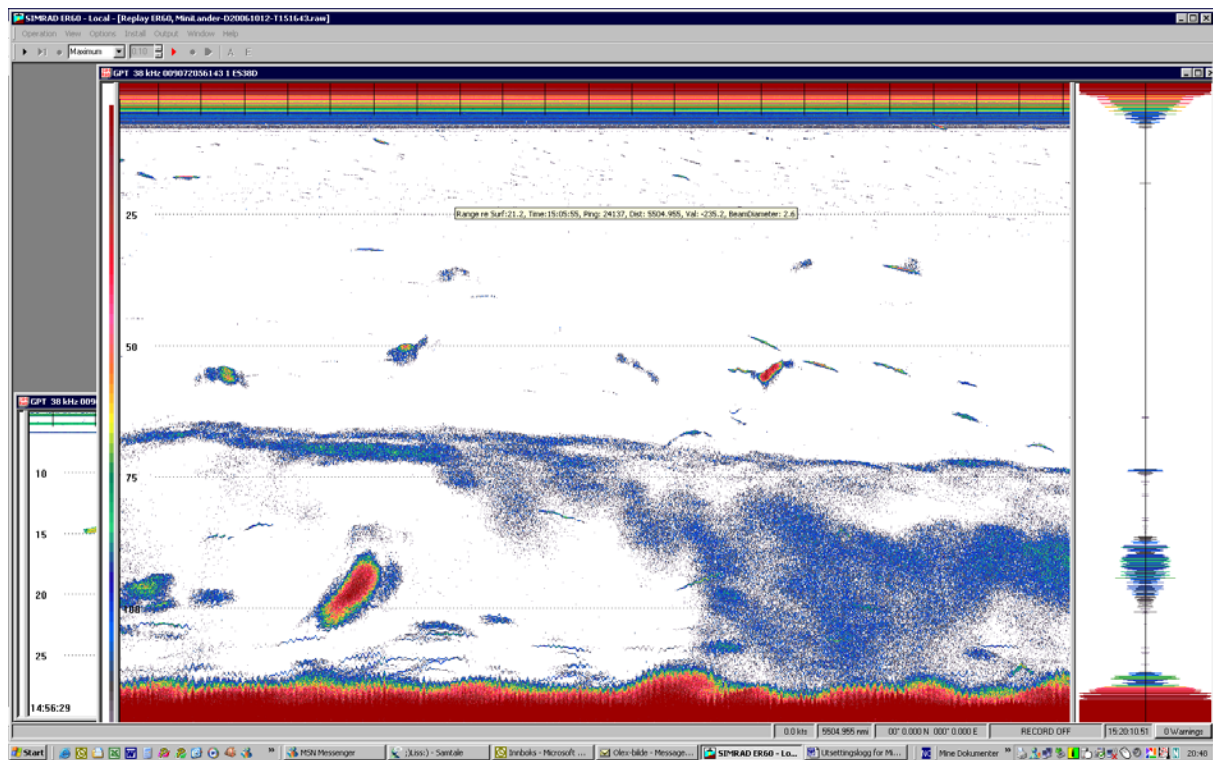 SIMRAD ER60 - Local - [Replay ER60, MiniLander-D20061012-T151643.raw]
Operation View Options Install Output Window Help
Maximum 0.10 A F
GPT 38 kHz 009072056143 1 ES38D
25
Range re Surf:21.2, Time:15:05:55, Ping: 24137, Dist: 5504.955, Val: -235.2, BeamDiameter: 2.6
50
75
100
GPT 38 kHz 009
10
15
20
25
14:56:29
0.0 kts 5504.955 nmi 00° 0.000 N 000° 0.000 E RECORD OFF 15:20:10.51 0 Warnings
Start MSN Messenger ;)Liss:) - Samtale Innboks - Microsoft ... Olex-bilde - Message... SIMRAD ER60 - Lo... Utsettingslogg for Mi... Mine Dokumenter 20:40